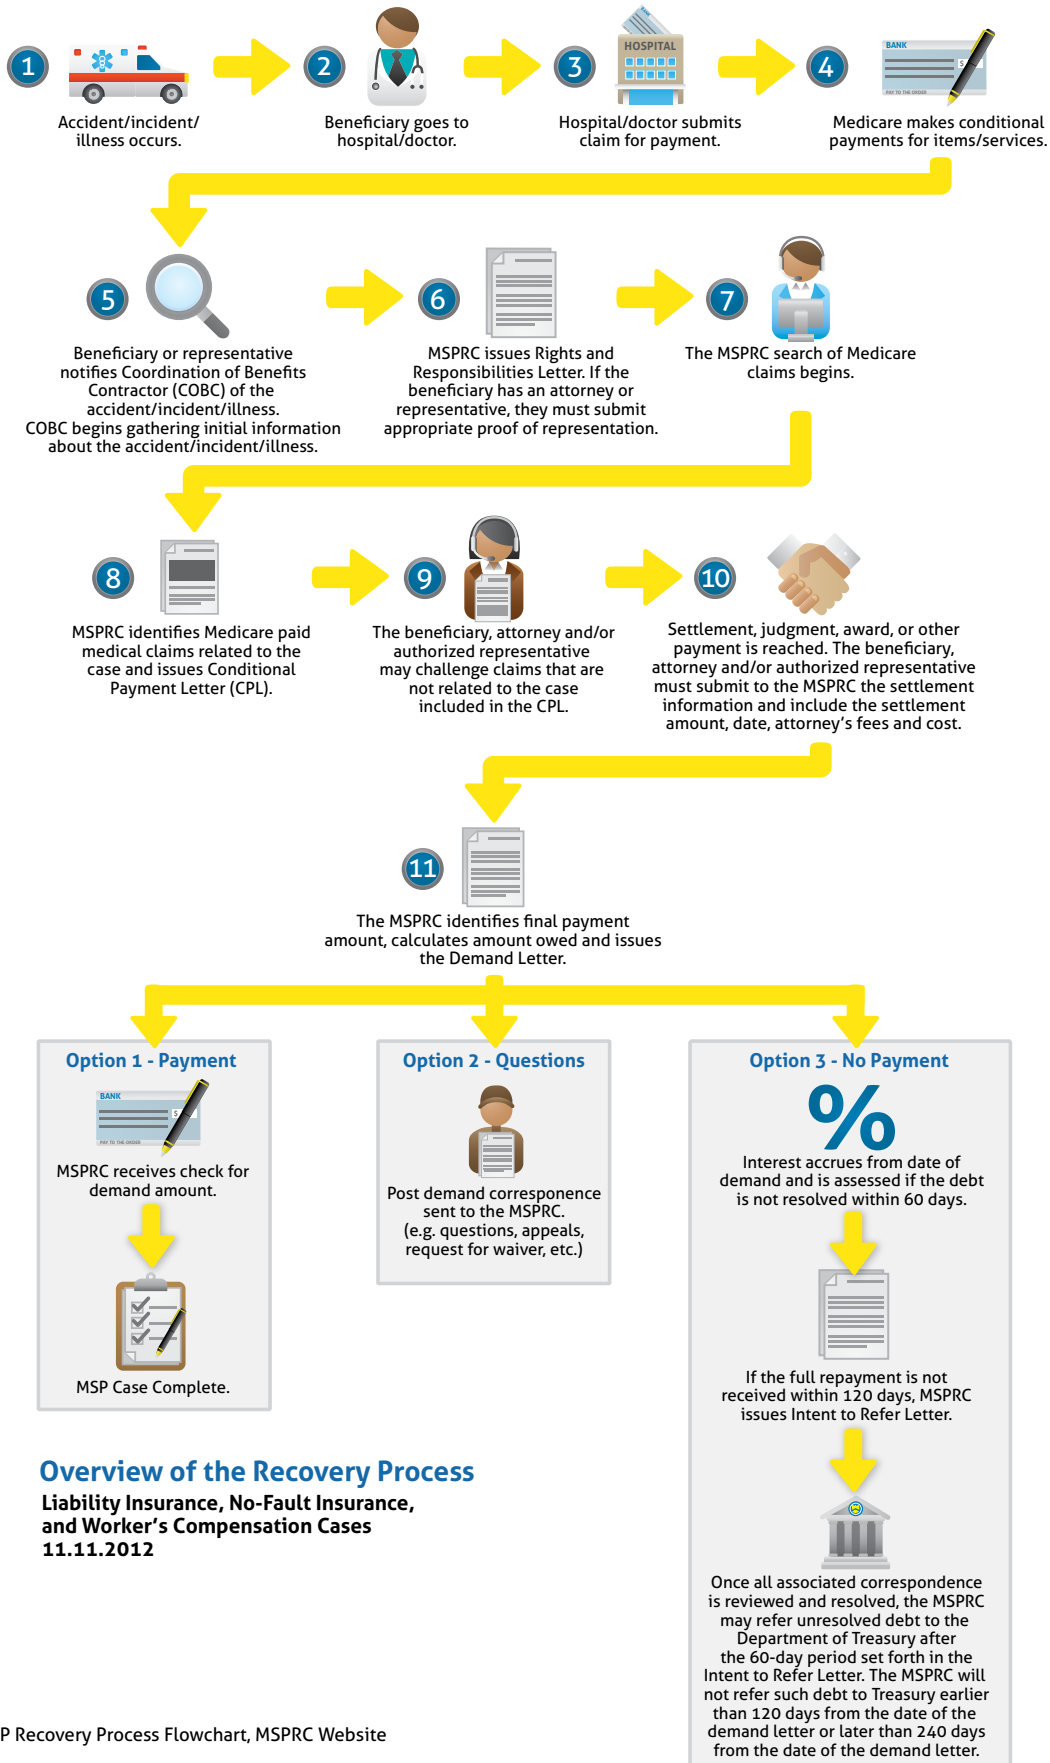 1
Accident/incident/
illness occurs.
2
Beneficiary goes to
hospital/doctor.
3
HOSPITAL
Hospital/doctor submits
claim for payment.
4
BANK
$
PAY TO THE ORDER
Medicare makes conditional
payments for items/services.
5
Beneficiary or representative
notifies Coordination of Benefits
Contractor (COBC) of the
accident/incident/illness.
COBC begins gathering initial information
about the accident/incident/illness.
6
MSPRC issues Rights and
Responsibilities Letter. If the
beneficiary has an attorney or
representative, they must submit
appropriate proof of representation.
7
The MSPRC search of Medicare
claims begins.
8
MSPRC identifies Medicare paid
medical claims related to the
case and issues Conditional
Payment Letter (CPL).
9
The beneficiary, attorney and/or
authorized representative
may challenge claims that are
not related to the case
included in the CPL.
10
Settlement, judgment, award, or other
payment is reached. The beneficiary,
attorney and/or authorized representative
must submit to the MSPRC the settlement
information and include the settlement
amount, date, attorney's fees and cost.
11
The MSPRC identifies final payment
amount, calculates amount owed and issues
the Demand Letter.
Option 1 - Payment
BANK
$
PAY TO THE ORDER
MSPRC receives check for
demand amount.
MSP Case Complete.
Option 2 - Questions
Post demand corresponence
sent to the MSPRC.
(e.g. questions, appeals,
request for waiver, etc.)
Option 3 - No Payment
%
Interest accrues from date of
demand and is assessed if the debt
is not resolved within 60 days.
If the full repayment is not
received within 120 days, MSPRC
issues Intent to Refer Letter.
Once all associated correspondence
is reviewed and resolved, the MSPRC
may refer unresolved debt to the
Department of Treasury after
the 60-day period set forth in the
Intent to Refer Letter. The MSPRC will
not refer such debt to Treasury earlier
than 120 days from the date of the
demand letter or later than 240 days
from the date of the demand letter.
Overview of the Recovery Process
Liability Insurance, No-Fault Insurance,
and Worker's Compensation Cases
11.11.2012
P Recovery Process Flowchart, MSPRC Website